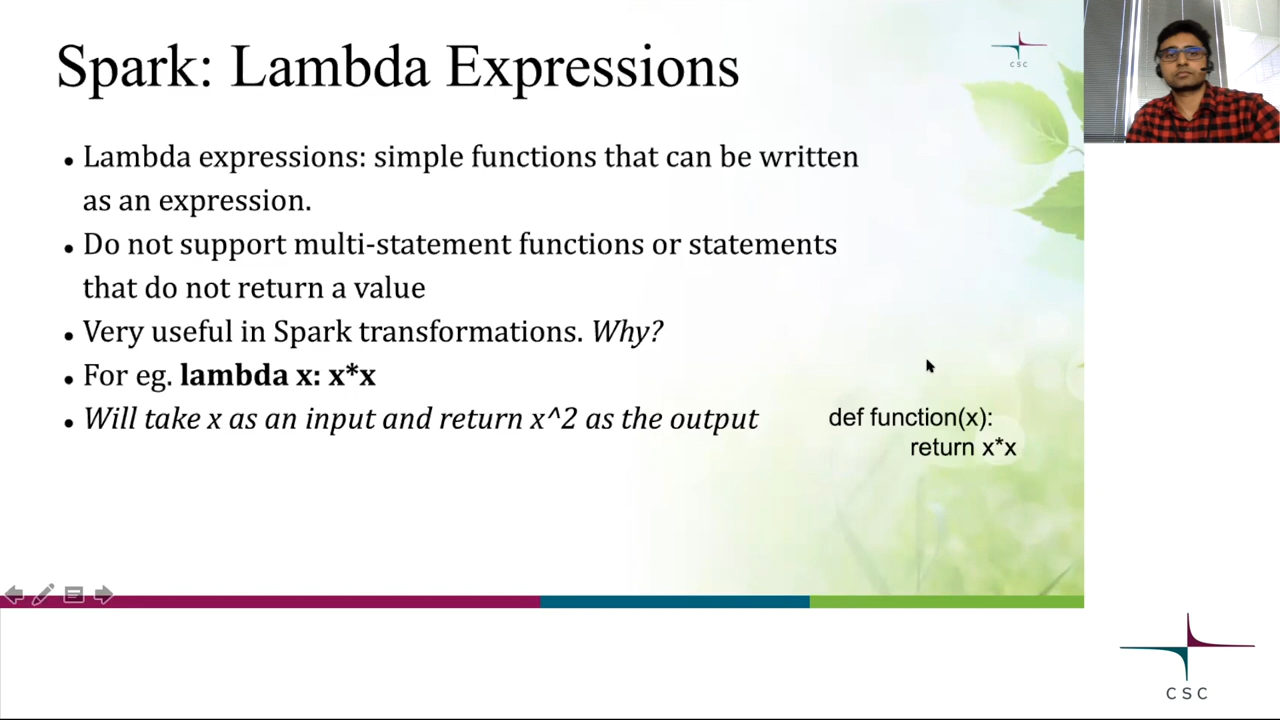 Spark: Lambda Expressions
CSC
• Lambda expressions: simple functions that can be written
as an expression.
• Do not support multi-statement functions or statements
that do not return a value
• Very useful in Spark transformations. Why?
• For eg. lambda x: x*x
• Will take x as an input and return x^2 as the output
def function(x):
return x*x
CSC